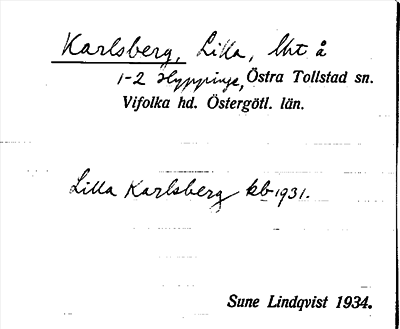 Karlsberg, Lilla, lht å
1-2 Hyppinge, Östra Tollstad sn.
Vifolka hd. Östergötl. län.
Lilla Karlsberg kb 1931.
Sune Lindqvist 1934.